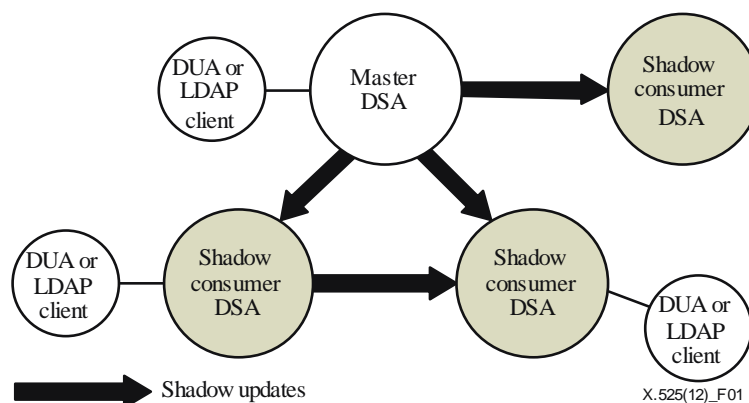 DUA or
LDAP
client
Master
DSA
Shadow
consumer
DSA
DUA or
LDAP
client
Shadow
consumer
DSA
Shadow
consumer
DSA
DUA or
LDAP
client
Shadow updates
X.525(12)_F01